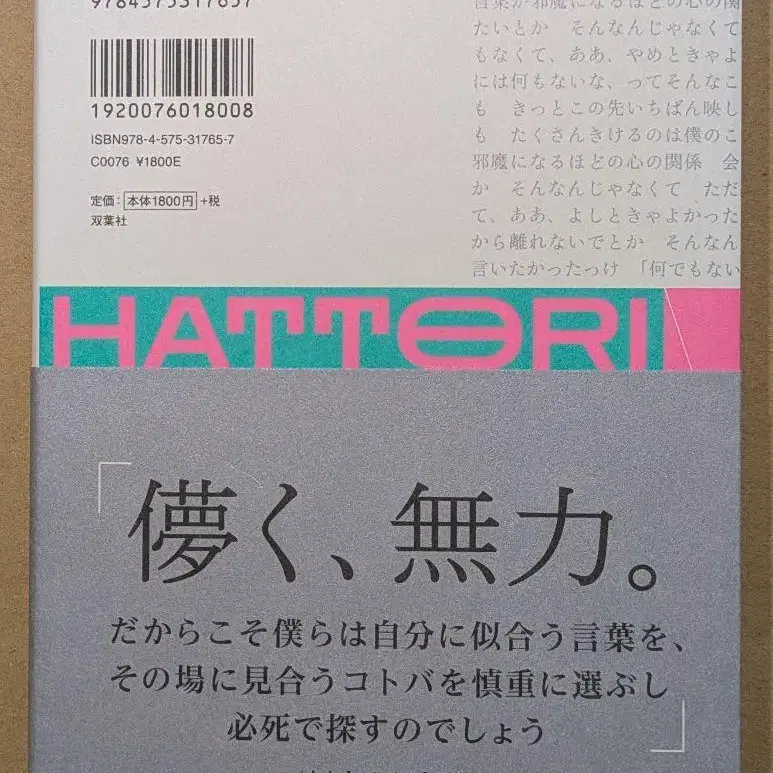 9784575317657
1920076018008
ISBN978-4-575-31765-7
C0076 ¥1800E
定価：本体1800円+税
双葉社
言葉が邪魔になるほどの心の関
たいとか　そんなんじゃなくて
もなくて、ああ、やめときゃよ
には何もないな、ってそんなこ
も　きっとこの先いちばん映し
も　たくさんきけるのは僕のこ
邪魔になるほどの心の関係　会
か　そんなんじゃなくて　ただ
て、ああ、よしときゃよかった
から離れないでとか　そんなん
言いたかったっけ　「何でもない
HATTORI
「儚く、無力。
だからこそ僕らは自分に似合う言葉を、
その場に見合うコトバを慎重に選ぶし
必死で探すのでしょう」